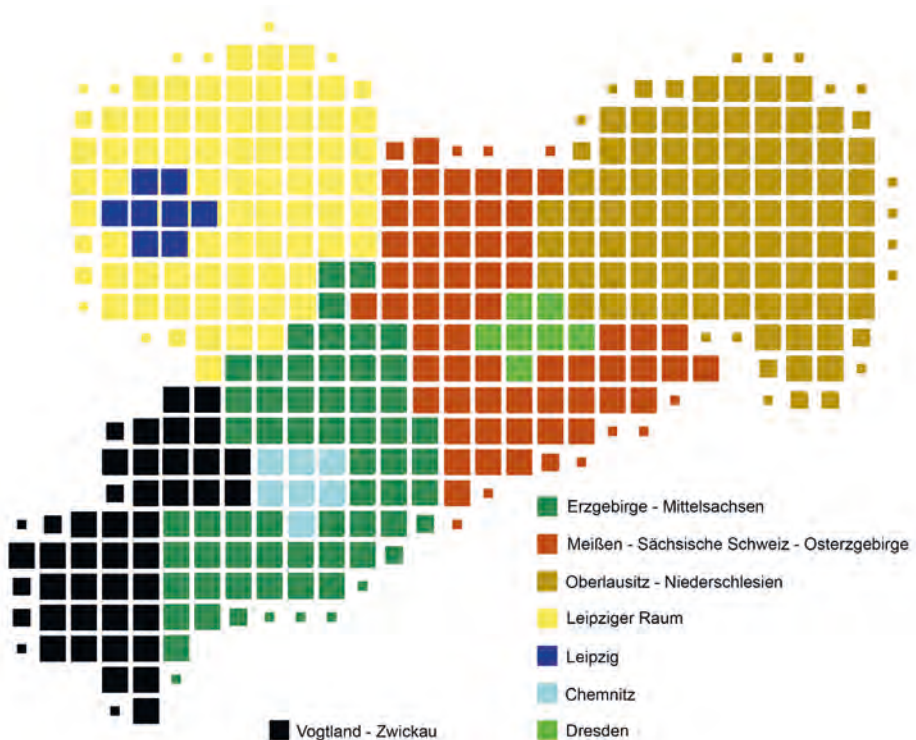 Erzgebirge - Mittelsachsen
Meißen - Sächsische Schweiz - Osterzgebirge
Oberlausitz - Niederschlesien
Leipziger Raum
Leipzig
Chemnitz
Dresden
Vogtland - Zwickau